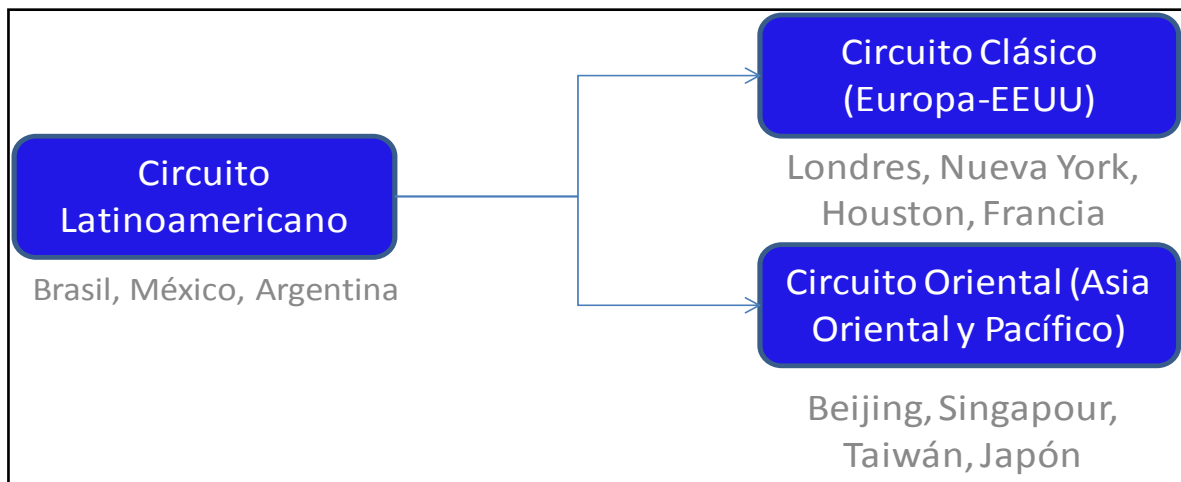 Circuito
Latinoamericano
Brasil, México, Argentina
Circuito Clásico
(Europa-EEUU)
Londres, Nueva York,
Houston, Francia
Circuito Oriental (Asia
Oriental y Pacífico)
Beijing, Singapour,
Taiwán, Japón